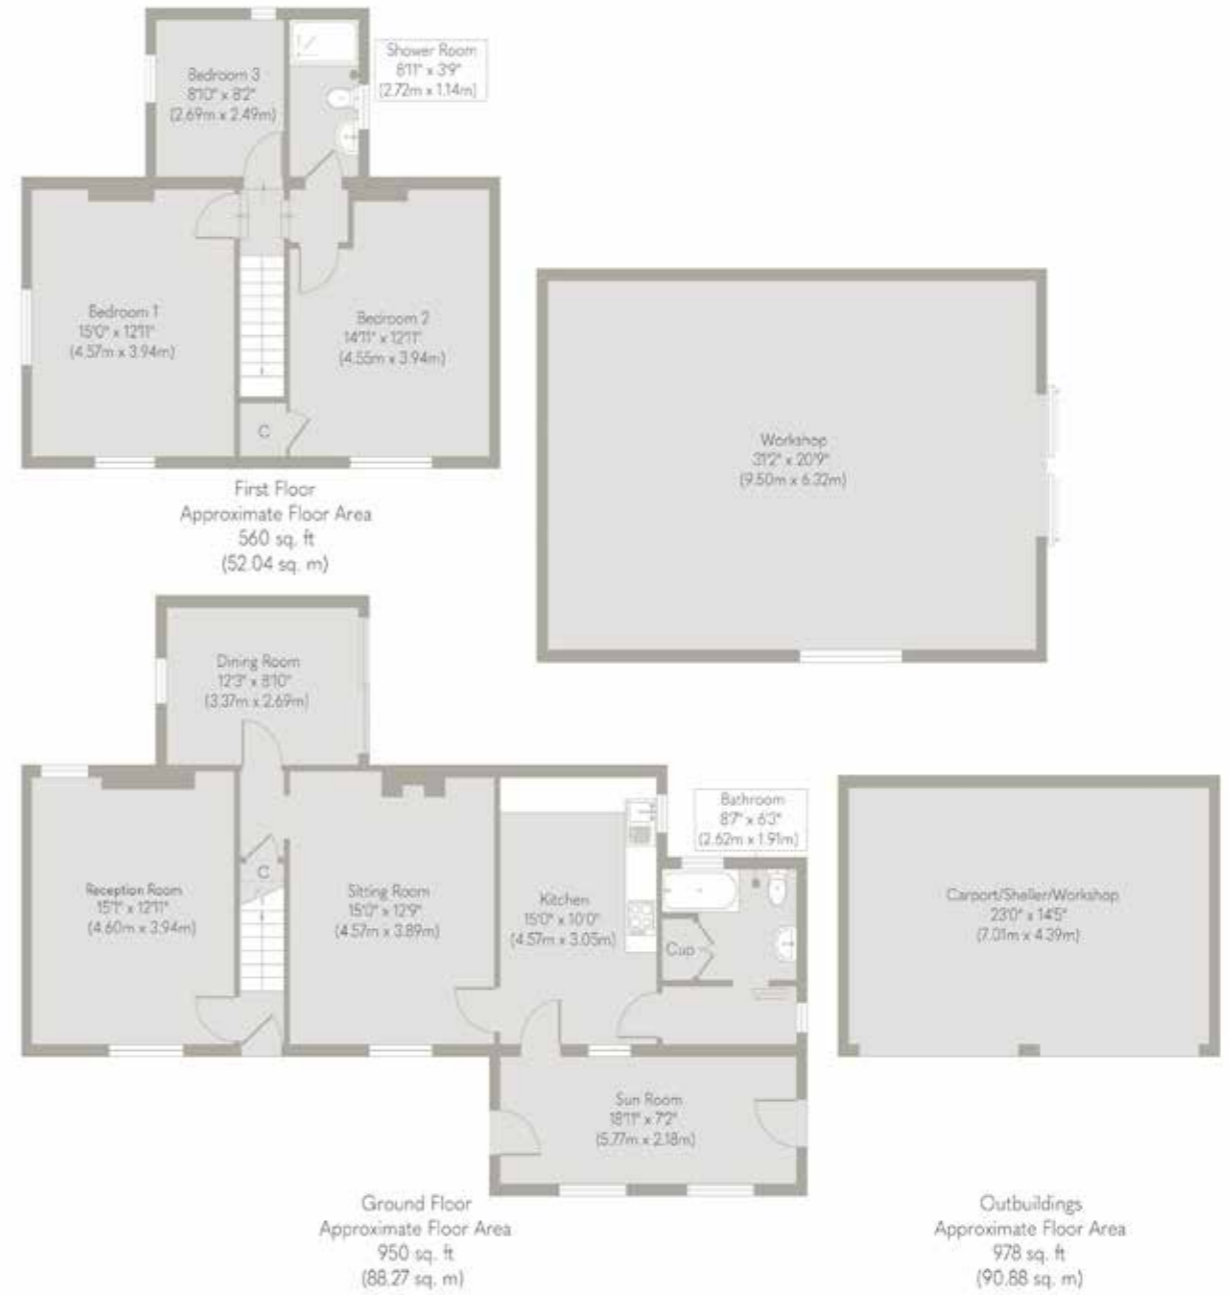 Bedroom 3
8'10" x 8'2"
(2.69m x 2.49m)
Shower Room
8'11" x 3'9"
(2.72m x 1.14m)
Bedroom 1
15'0" x 12'11"
(4.57m x 3.94m)
Bedroom 2
14'11" x 12'11"
(4.55m x 3.94m)
C
First Floor
Approximate Floor Area
560 sq. ft
(52.04 sq. m)
Workshop
31'2" x 20'9"
(9.50m x 6.32m)
Dining Room
12'3" x 8'10"
(3.37m x 2.69m)
Reception Room
15'1" x 12'11"
(4.60m x 3.94m)
C
Sitting Room
15'0" x 12'9"
(4.57m x 3.89m)
Kitchen
15'0" x 10'0"
(4.57m x 3.05m)
Bathroom
8'7" x 6'3"
(2.62m x 1.91m)
Cup
Sun Room
18'11" x 7'2"
(5.77m x 2.18m)
Carport/Sheller/Workshop
23'0" x 14'5"
(7.01m x 4.39m)
Ground Floor
Approximate Floor Area
950 sq. ft
(88.27 sq. m)
Outbuildings
Approximate Floor Area
978 sq. ft
(90.88 sq. m)